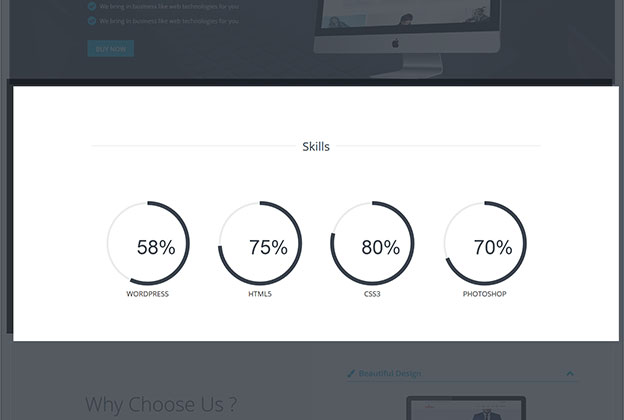 We bring in business like web technologies for you
We bring in business like web technologies for you
BUY NOW
Skills
58%
75%
80%
70%
WORDPRESS
HTML5
CSS3
PHOTOSHOP
Beautiful Design
Why Choose Us ?